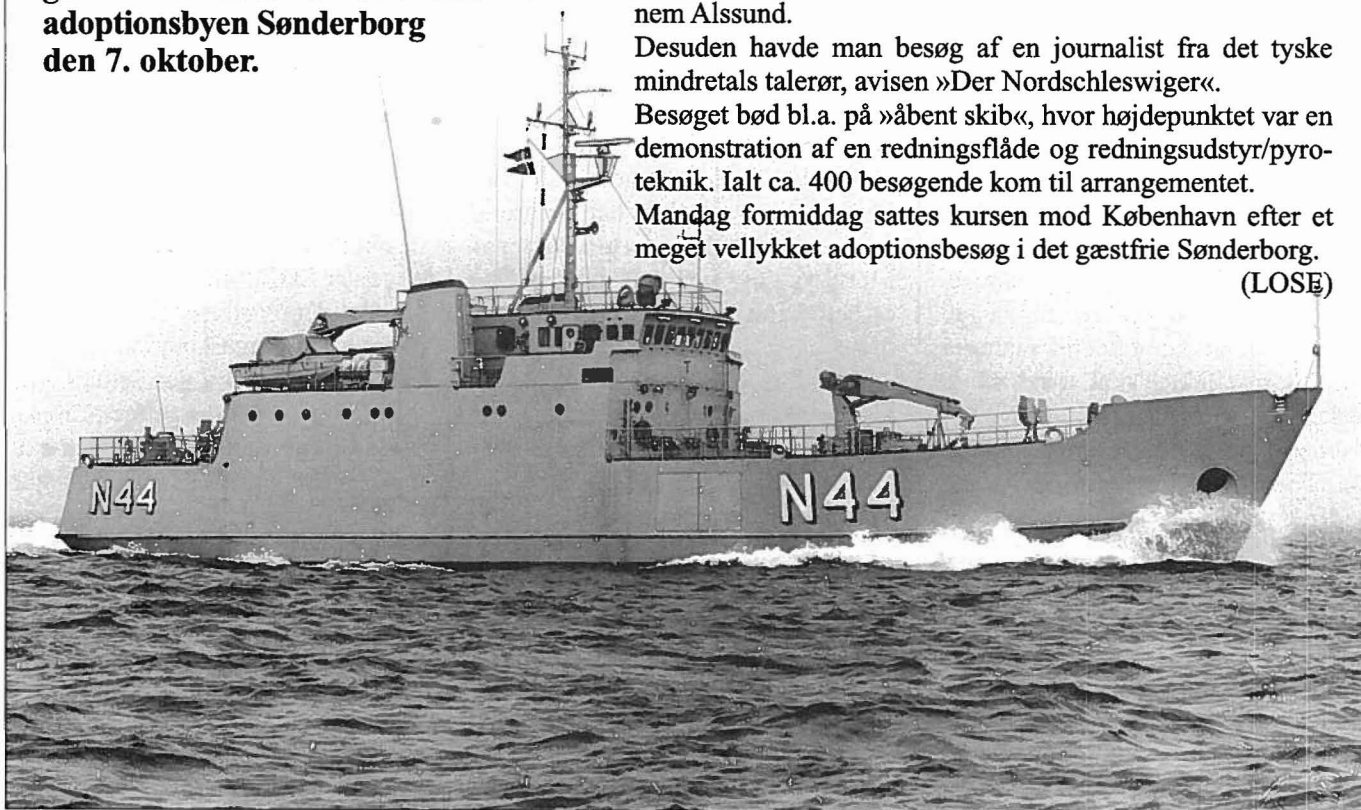 adoptionsbyen Sønderborg
den 7. oktober.
nem Alssund.
Desuden havde man besøg af en journalist fra det tyske
mindretals talerør, avisen »Der Nordschleswiger«.
Besøget bød bl.a. på »åbent skib«, hvor højdepunktet var en
demonstration af en redningsflåde og redningsudstyr/pyro-
teknik. Ialt ca. 400 besøgende kom til arrangementet.
Mandag formiddag sattes kursen mod København efter et
meget vellykket adoptionsbesøg i det gæstfrie Sønderborg.
(LOSE)
N44
N44